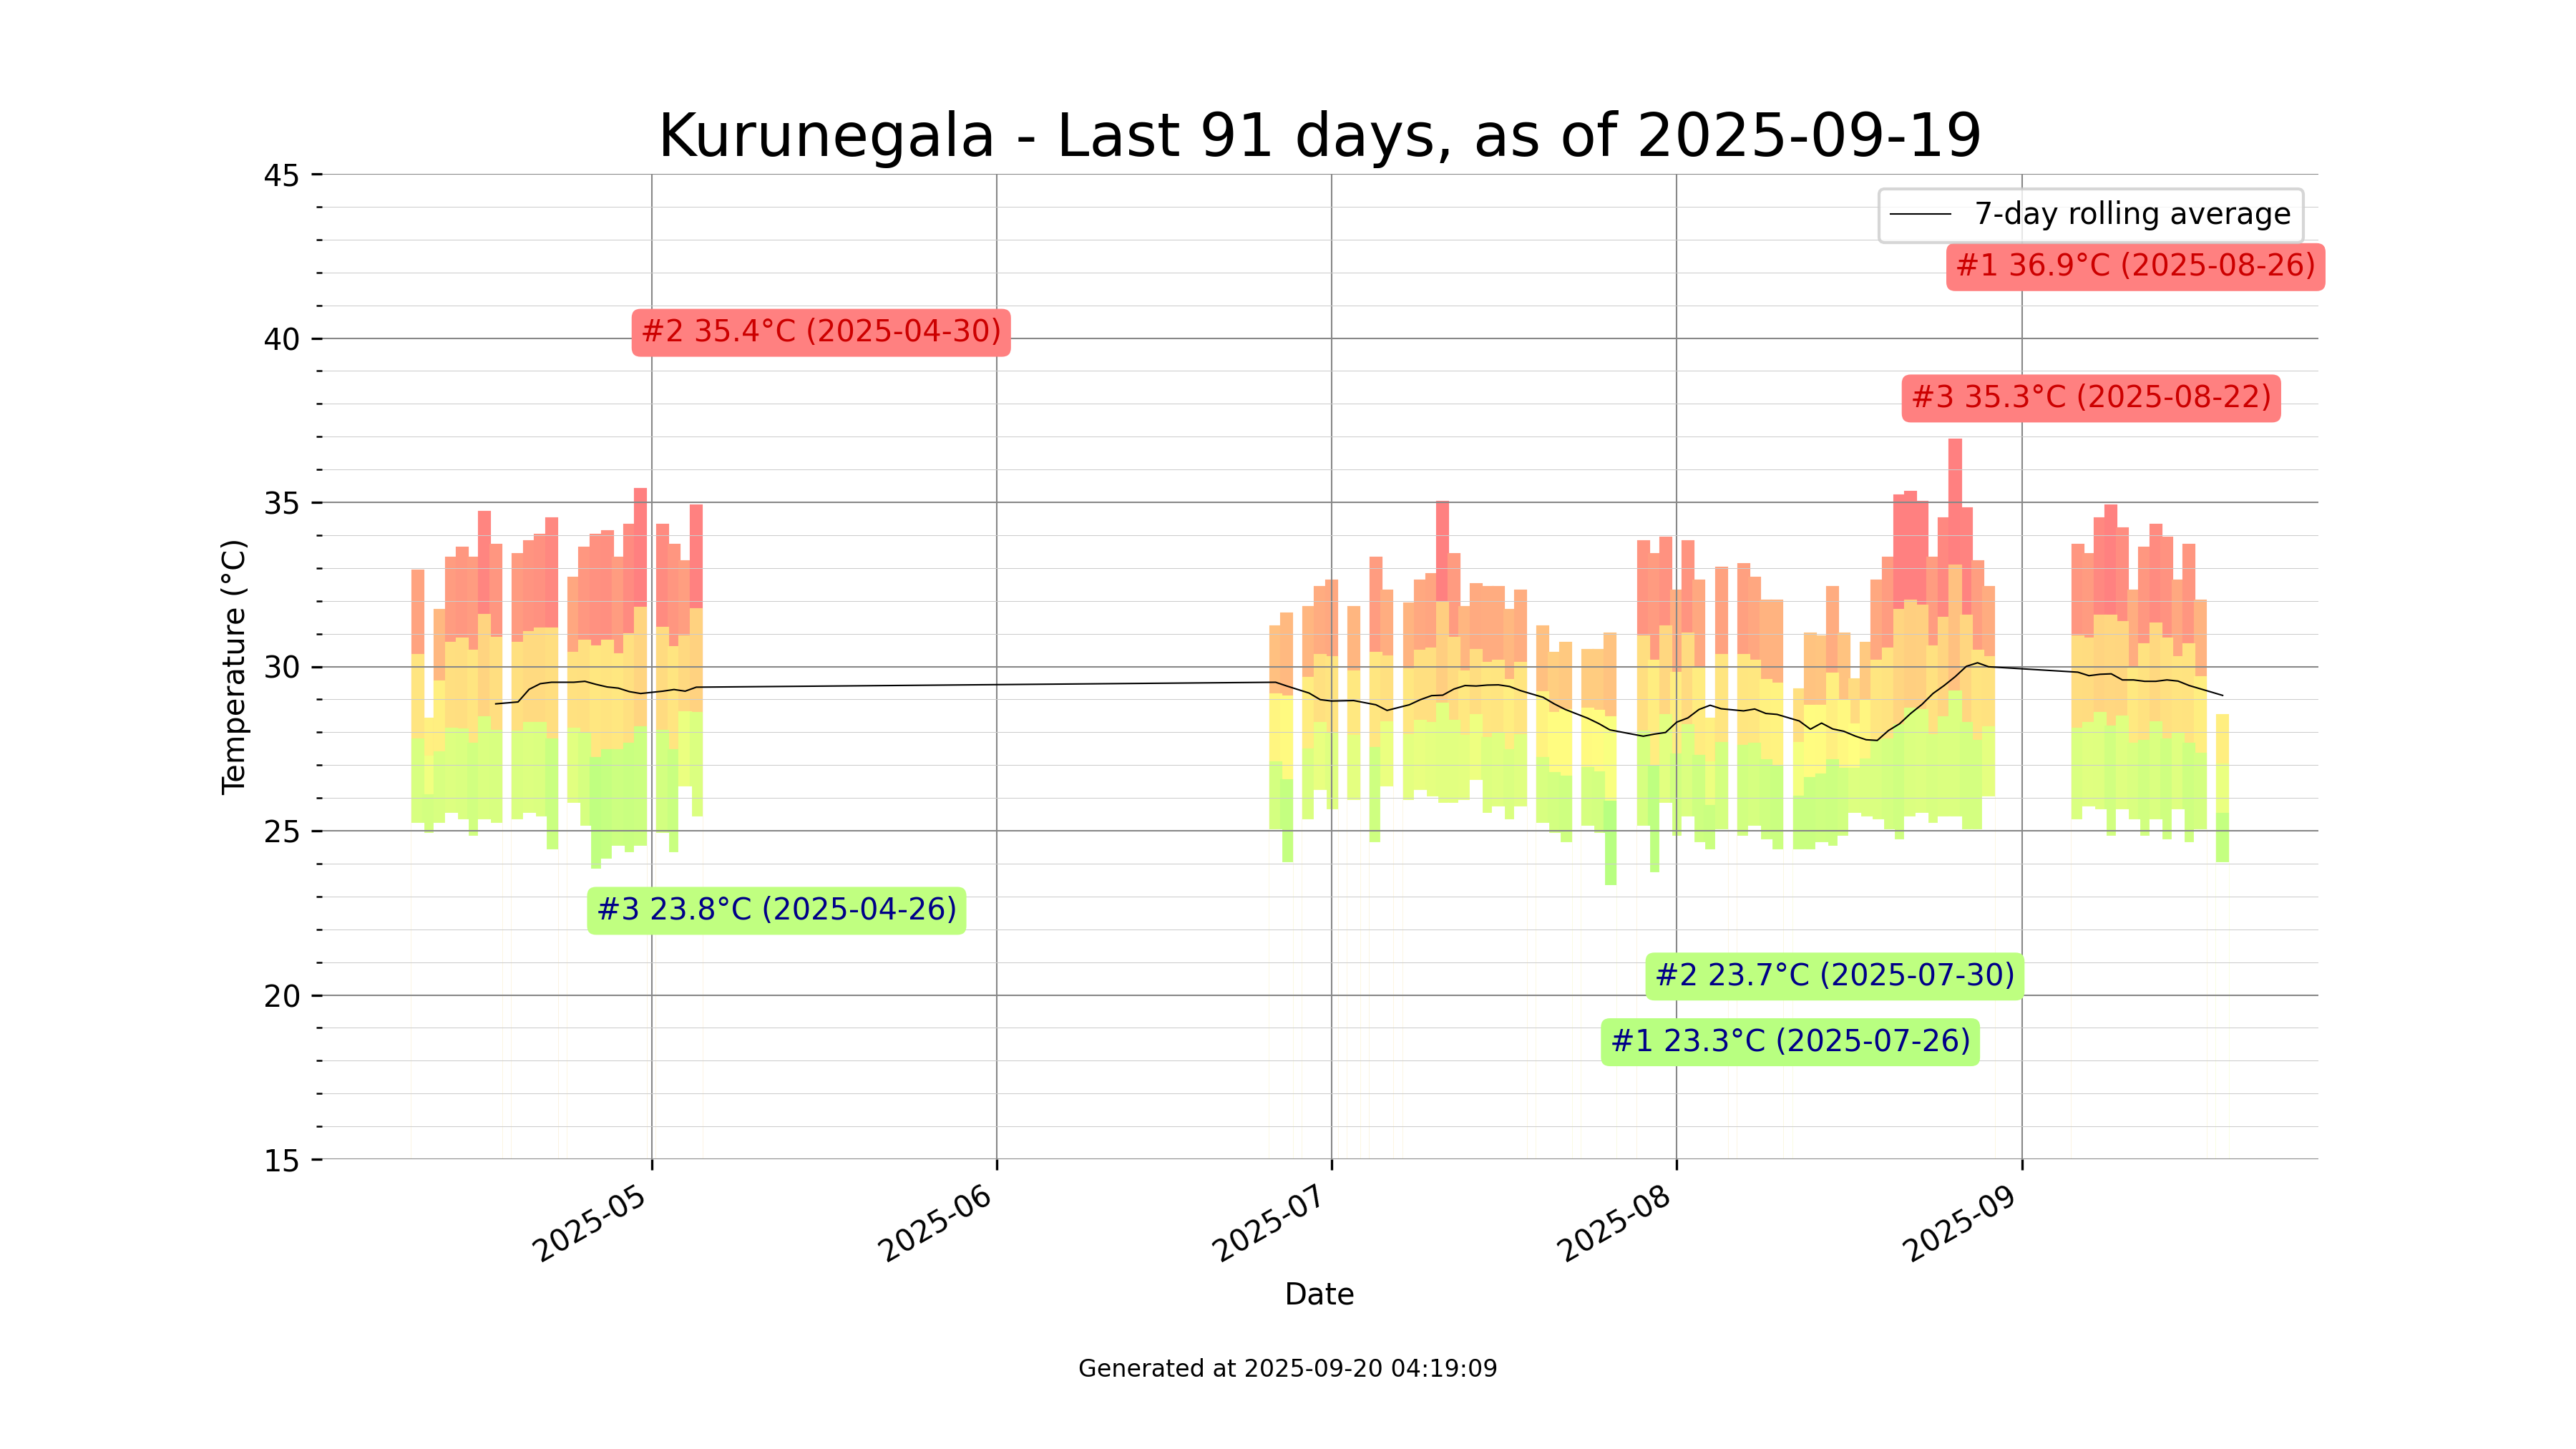 Kurunegala - Last 91 days, as of 2025-09-19
45
7-day rolling average
#1 36.9°C (2025-08-26)
#2 35.4°C (2025-04-30)
40
#3 35.3°C (2025-08-22)
35
Temperature (°C)
30
25
#3 23.8°C (2025-04-26)
#2 23.7°C (2025-07-30)
20
#1 23.3°C (2025-07-26)
15
2025-05
2025-06
2025-07
2025-08
2025-09
Date
Generated at 2025-09-20 04:19:09